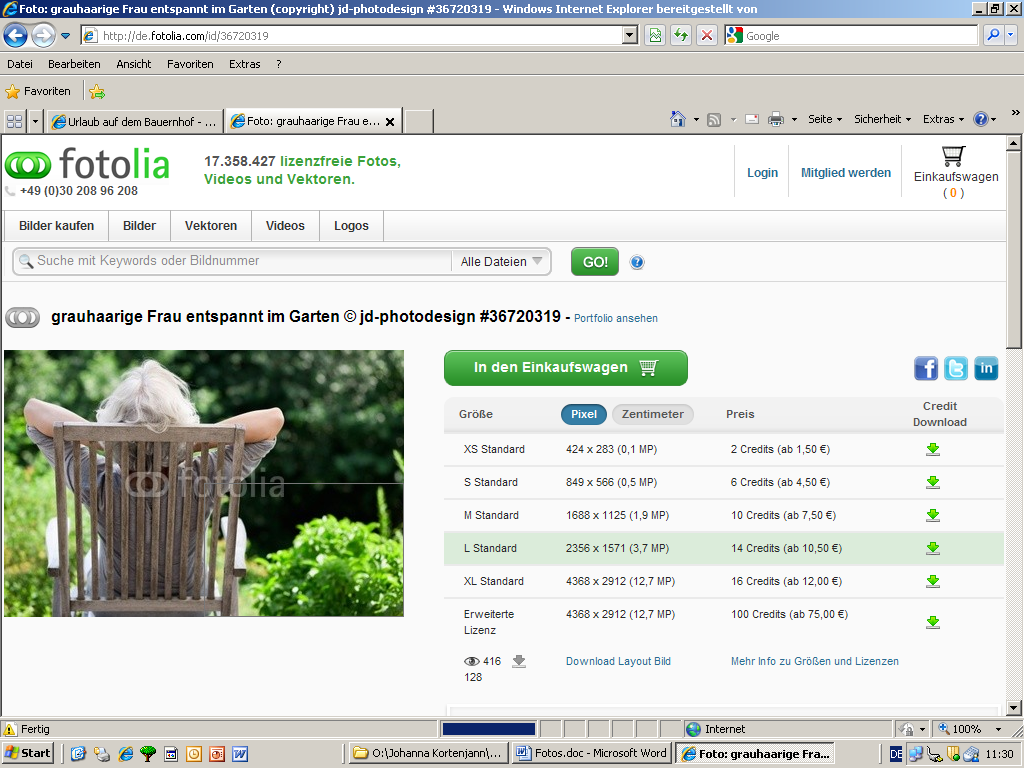 Foto: grauhaarige Frau entspannt im Garten (copyright) jd-photodesign #36720319 - Windows Internet Explorer bereitgestellt von
http://de.fotolia.com/id/36720319
Google
Datei Bearbeiten Ansicht Favoriten Extras ?
Favoriten
Urlaub auf dem Bauernhof - ...
Foto: grauhaarige Frau e...
Seite Sicherheit Extras
fotolia
17.358.427 lizenzfreie Fotos,
Videos und Vektoren.
+49 (0)30 208 96 208
Login Mitglied werden Einkaufswagen
( 0 )
Bilder kaufen Bilder Vektoren Videos Logos
Suche mit Keywords oder Bildnummer Alle Dateien GO! ?
grauhaarige Frau entspannt im Garten © jd-photodesign #36720319 - Portfolio ansehen
fotolia
In den Einkaufswagen
f t in
Größe Pixel Zentimeter Preis Credit
Download
XS Standard 424 x 283 (0,1 MP) 2 Credits (ab 1,50 €)
S Standard 849 x 566 (0,5 MP) 6 Credits (ab 4,50 €)
M Standard 1688 x 1125 (1,9 MP) 10 Credits (ab 7,50 €)
L Standard 2356 x 1571 (3,7 MP) 14 Credits (ab 10,50 €)
XL Standard 4368 x 2912 (12,7 MP) 16 Credits (ab 12,00 €)
Erweiterte
Lizenz 4368 x 2912 (12,7 MP) 100 Credits (ab 75,00 €)
416
128
Download Layout Bild Mehr Info zu Größen und Lizenzen
Fertig Internet 100%
Start O:\Johanna Kortenjann\... Fotos.doc - Microsoft Word Foto: grauhaarige Fra... DE 11:30